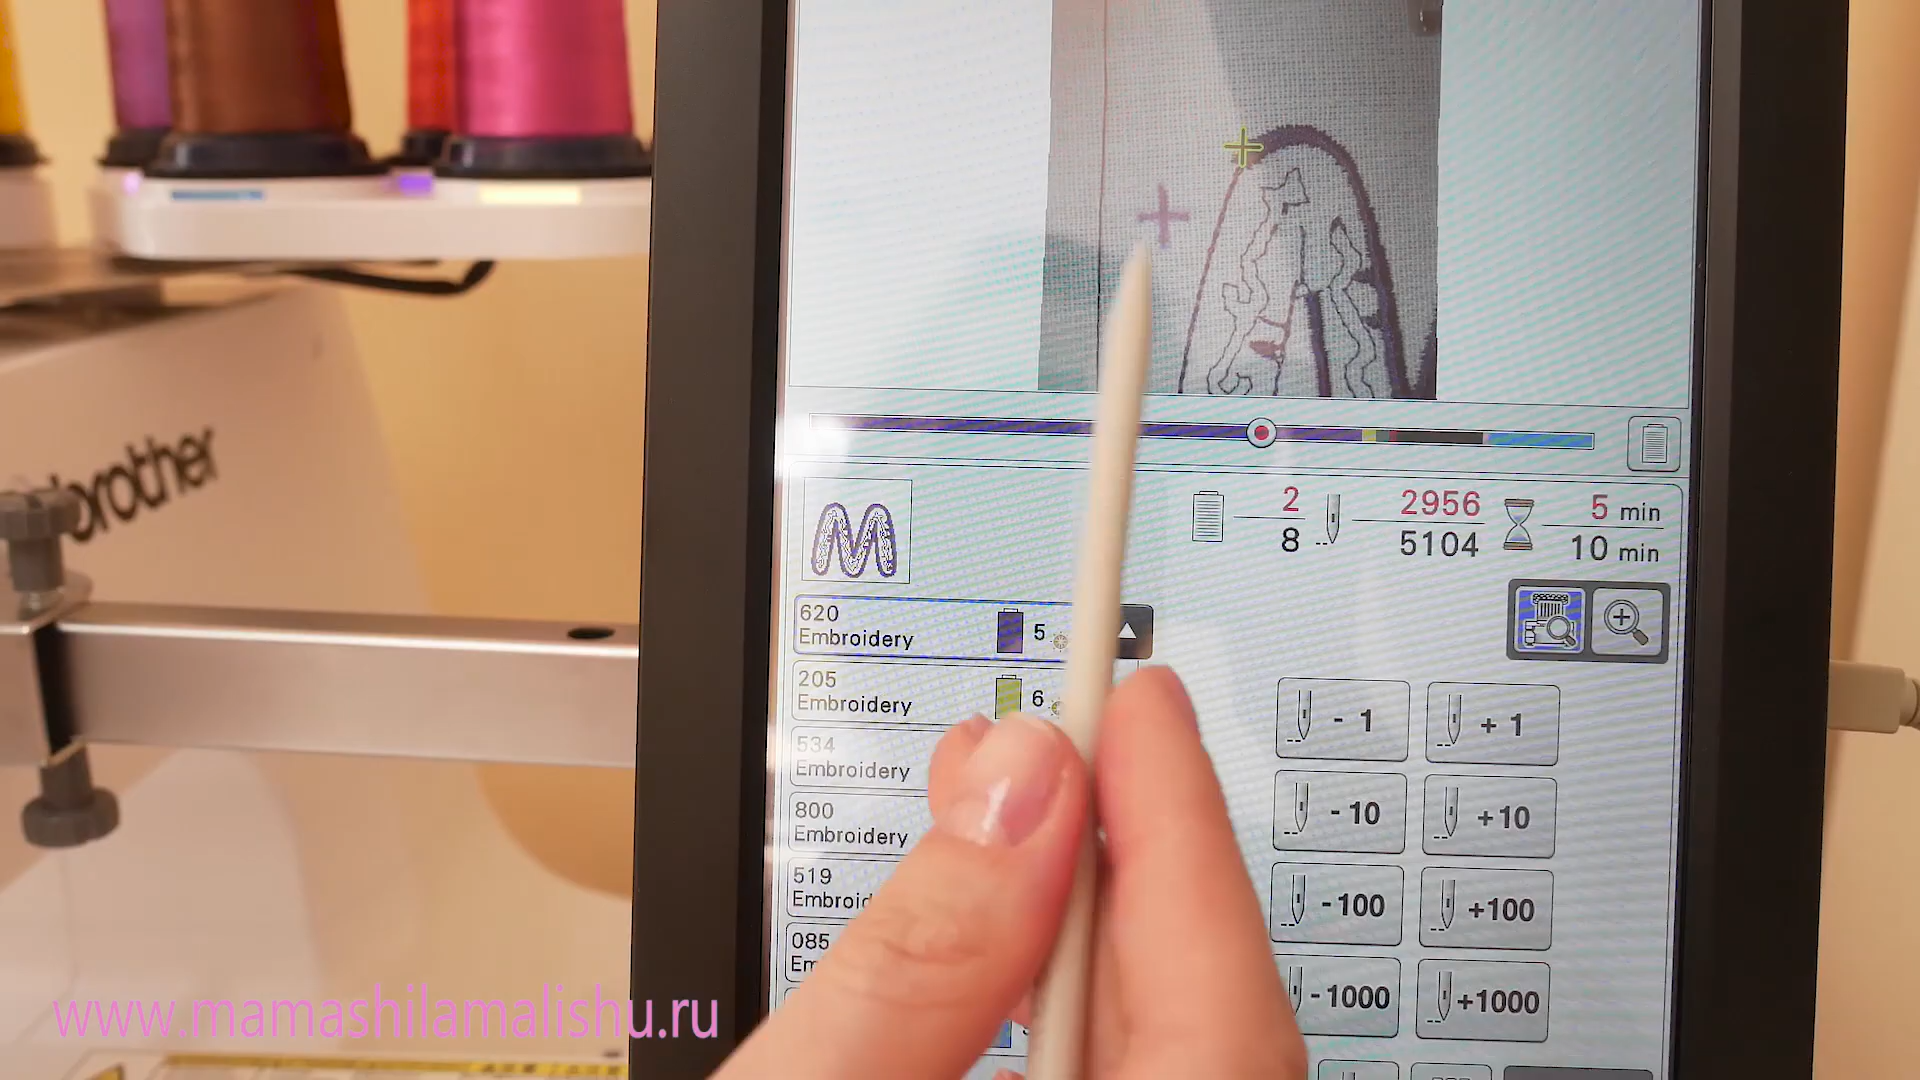 brother
2
8
2956
5104
5 min
10 min
620
Embroidery
5
205
Embroidery
6
534
Embroidery
800
Embroidery
519
085
- 1
+ 1
- 10
+10
-100
+100
-1000
+1000
www.mamashilamalishu.ru